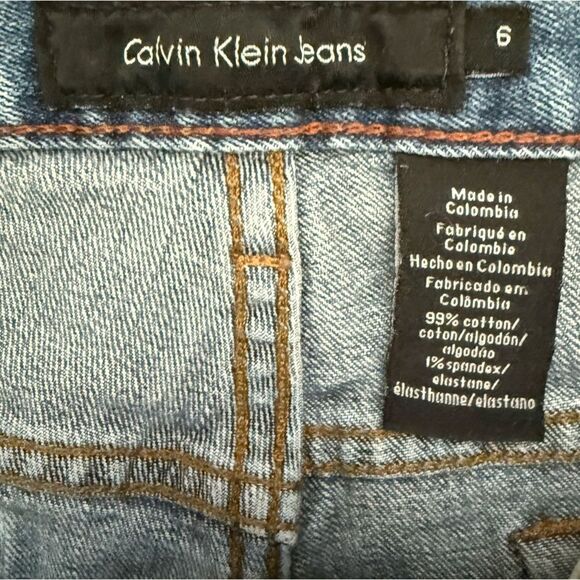 Calvin Klein Jeans
6
Made in
Colombia
Fabriqué en
Colombie
Hecho en Colombia
Fabricado em
Colômbia
99% cotton/
coton/algodón/
algodão
1% spandex/
elastane/
élasthanne/elastano